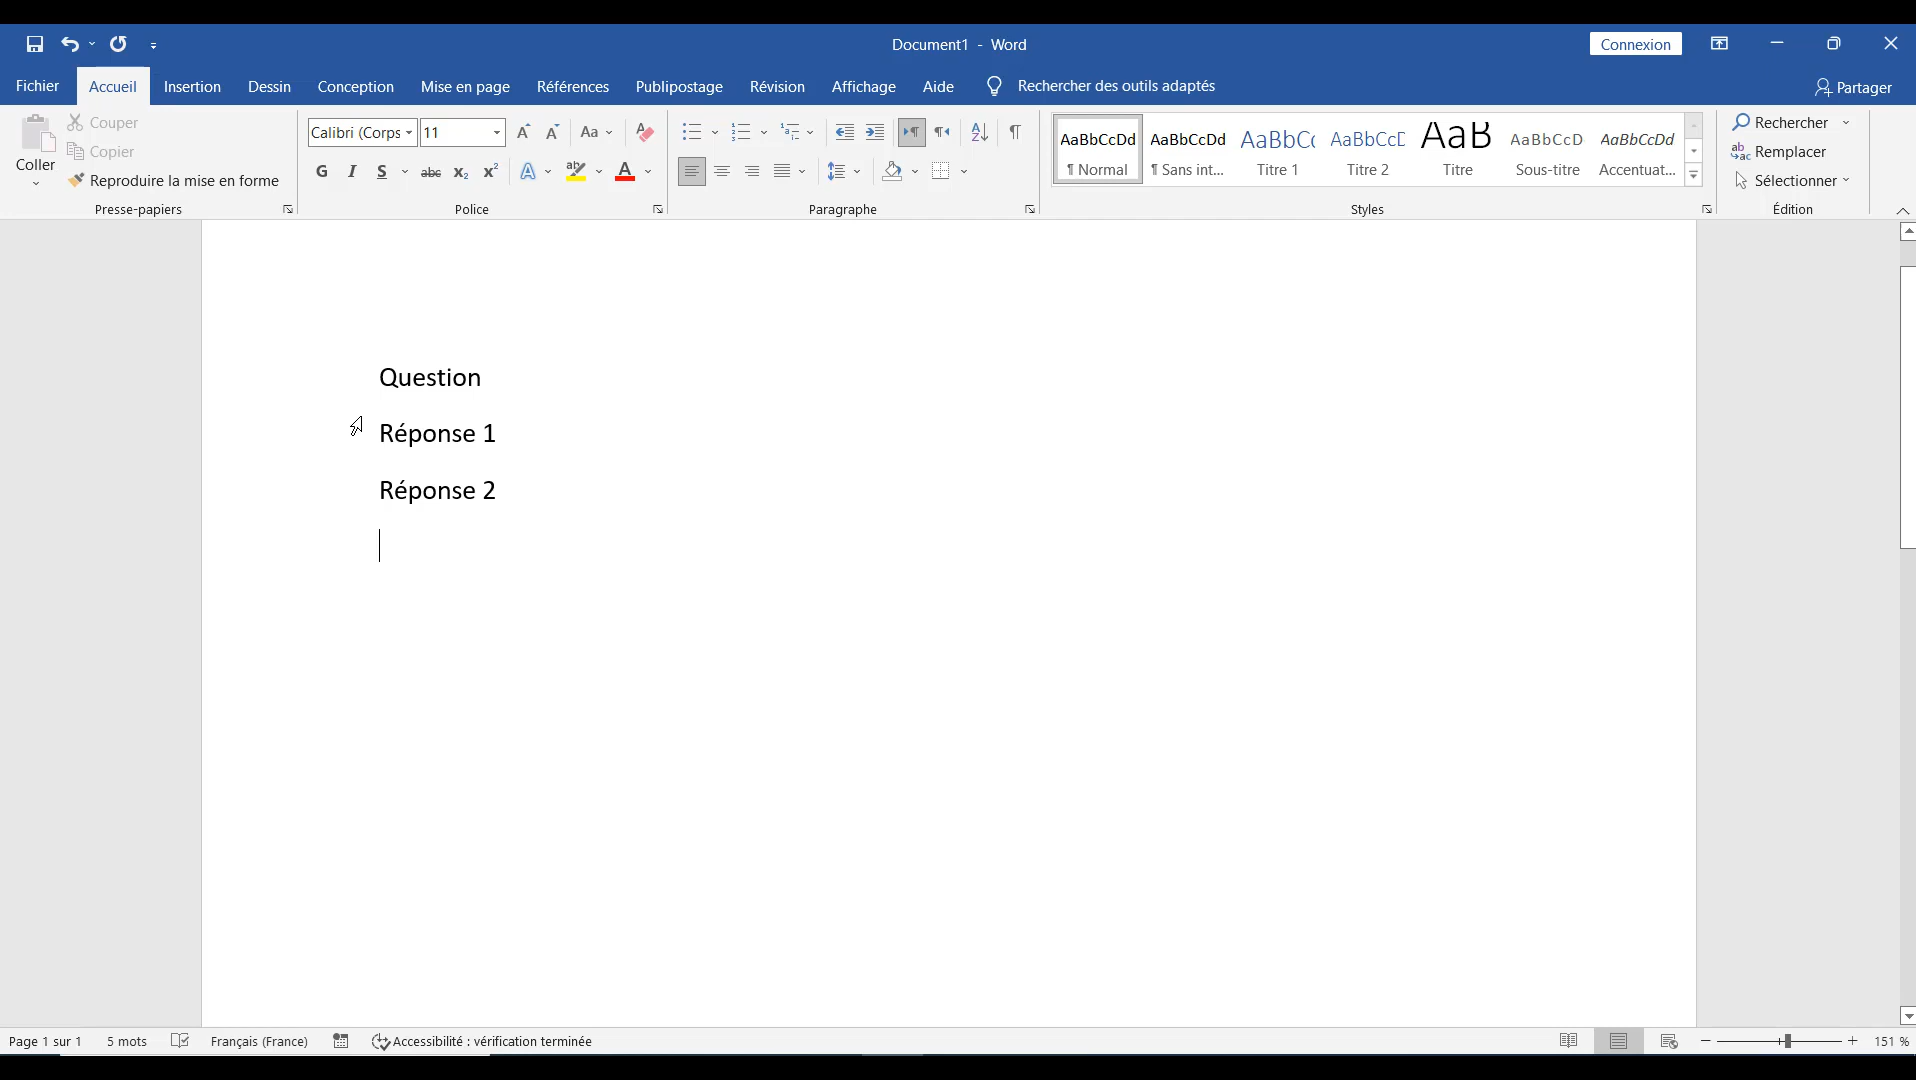 Document1 - Word
Connexion
Fichier Accueil Insertion Dessin Conception Mise en page Références Publipostage Révision Affichage Aide Rechercher des outils adaptés Partager
Coller
Couper
Copier
Reproduire la mise en forme
Presse-papiers
Calibri (Corps 11 Aa
G I S abc x₂ x² A A
Police
Paragraphe
AaBbCcDd AaBbCcDd AaBbCc AaBbCcD AaB AaBbCcD AaBbCcDd
¶ Normal ¶ Sans int... Titre 1 Titre 2 Titre Sous-titre Accentuat...
Styles
Rechercher
Remplacer
Sélectionner
Édition
Question
Réponse 1
Réponse 2
Page 1 sur 1 5 mots Français (France) Accessibilité : vérification terminée 151 %